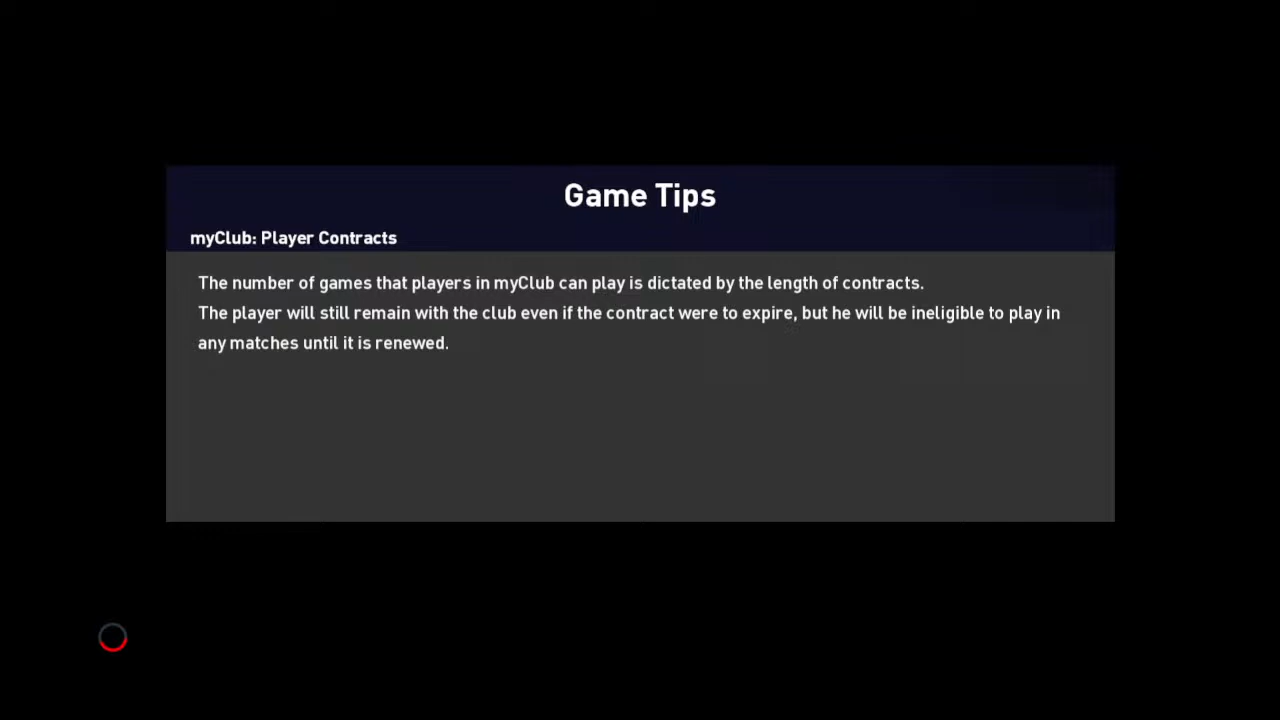 Game Tips
myClub: Player Contracts
The number of games that players in myClub can play is dictated by the length of contracts.
The player will still remain with the club even if the contract were to expire, but he will be ineligible to play in
any matches until it is renewed.